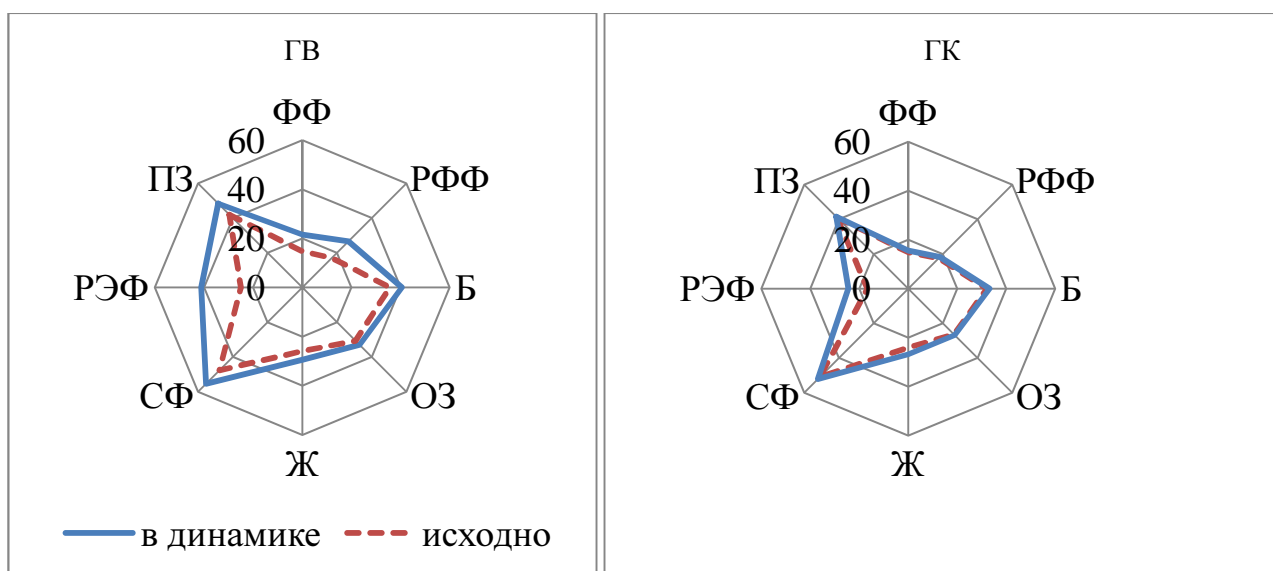 ГВ
ФФ
60
ПЗ
РФФ
40
20
РЭФ
0
Б
СФ
ОЗ
Ж
в динамике
исходно
ГК
ФФ
60
ПЗ
РФФ
40
20
РЭФ
0
Б
СФ
ОЗ
Ж